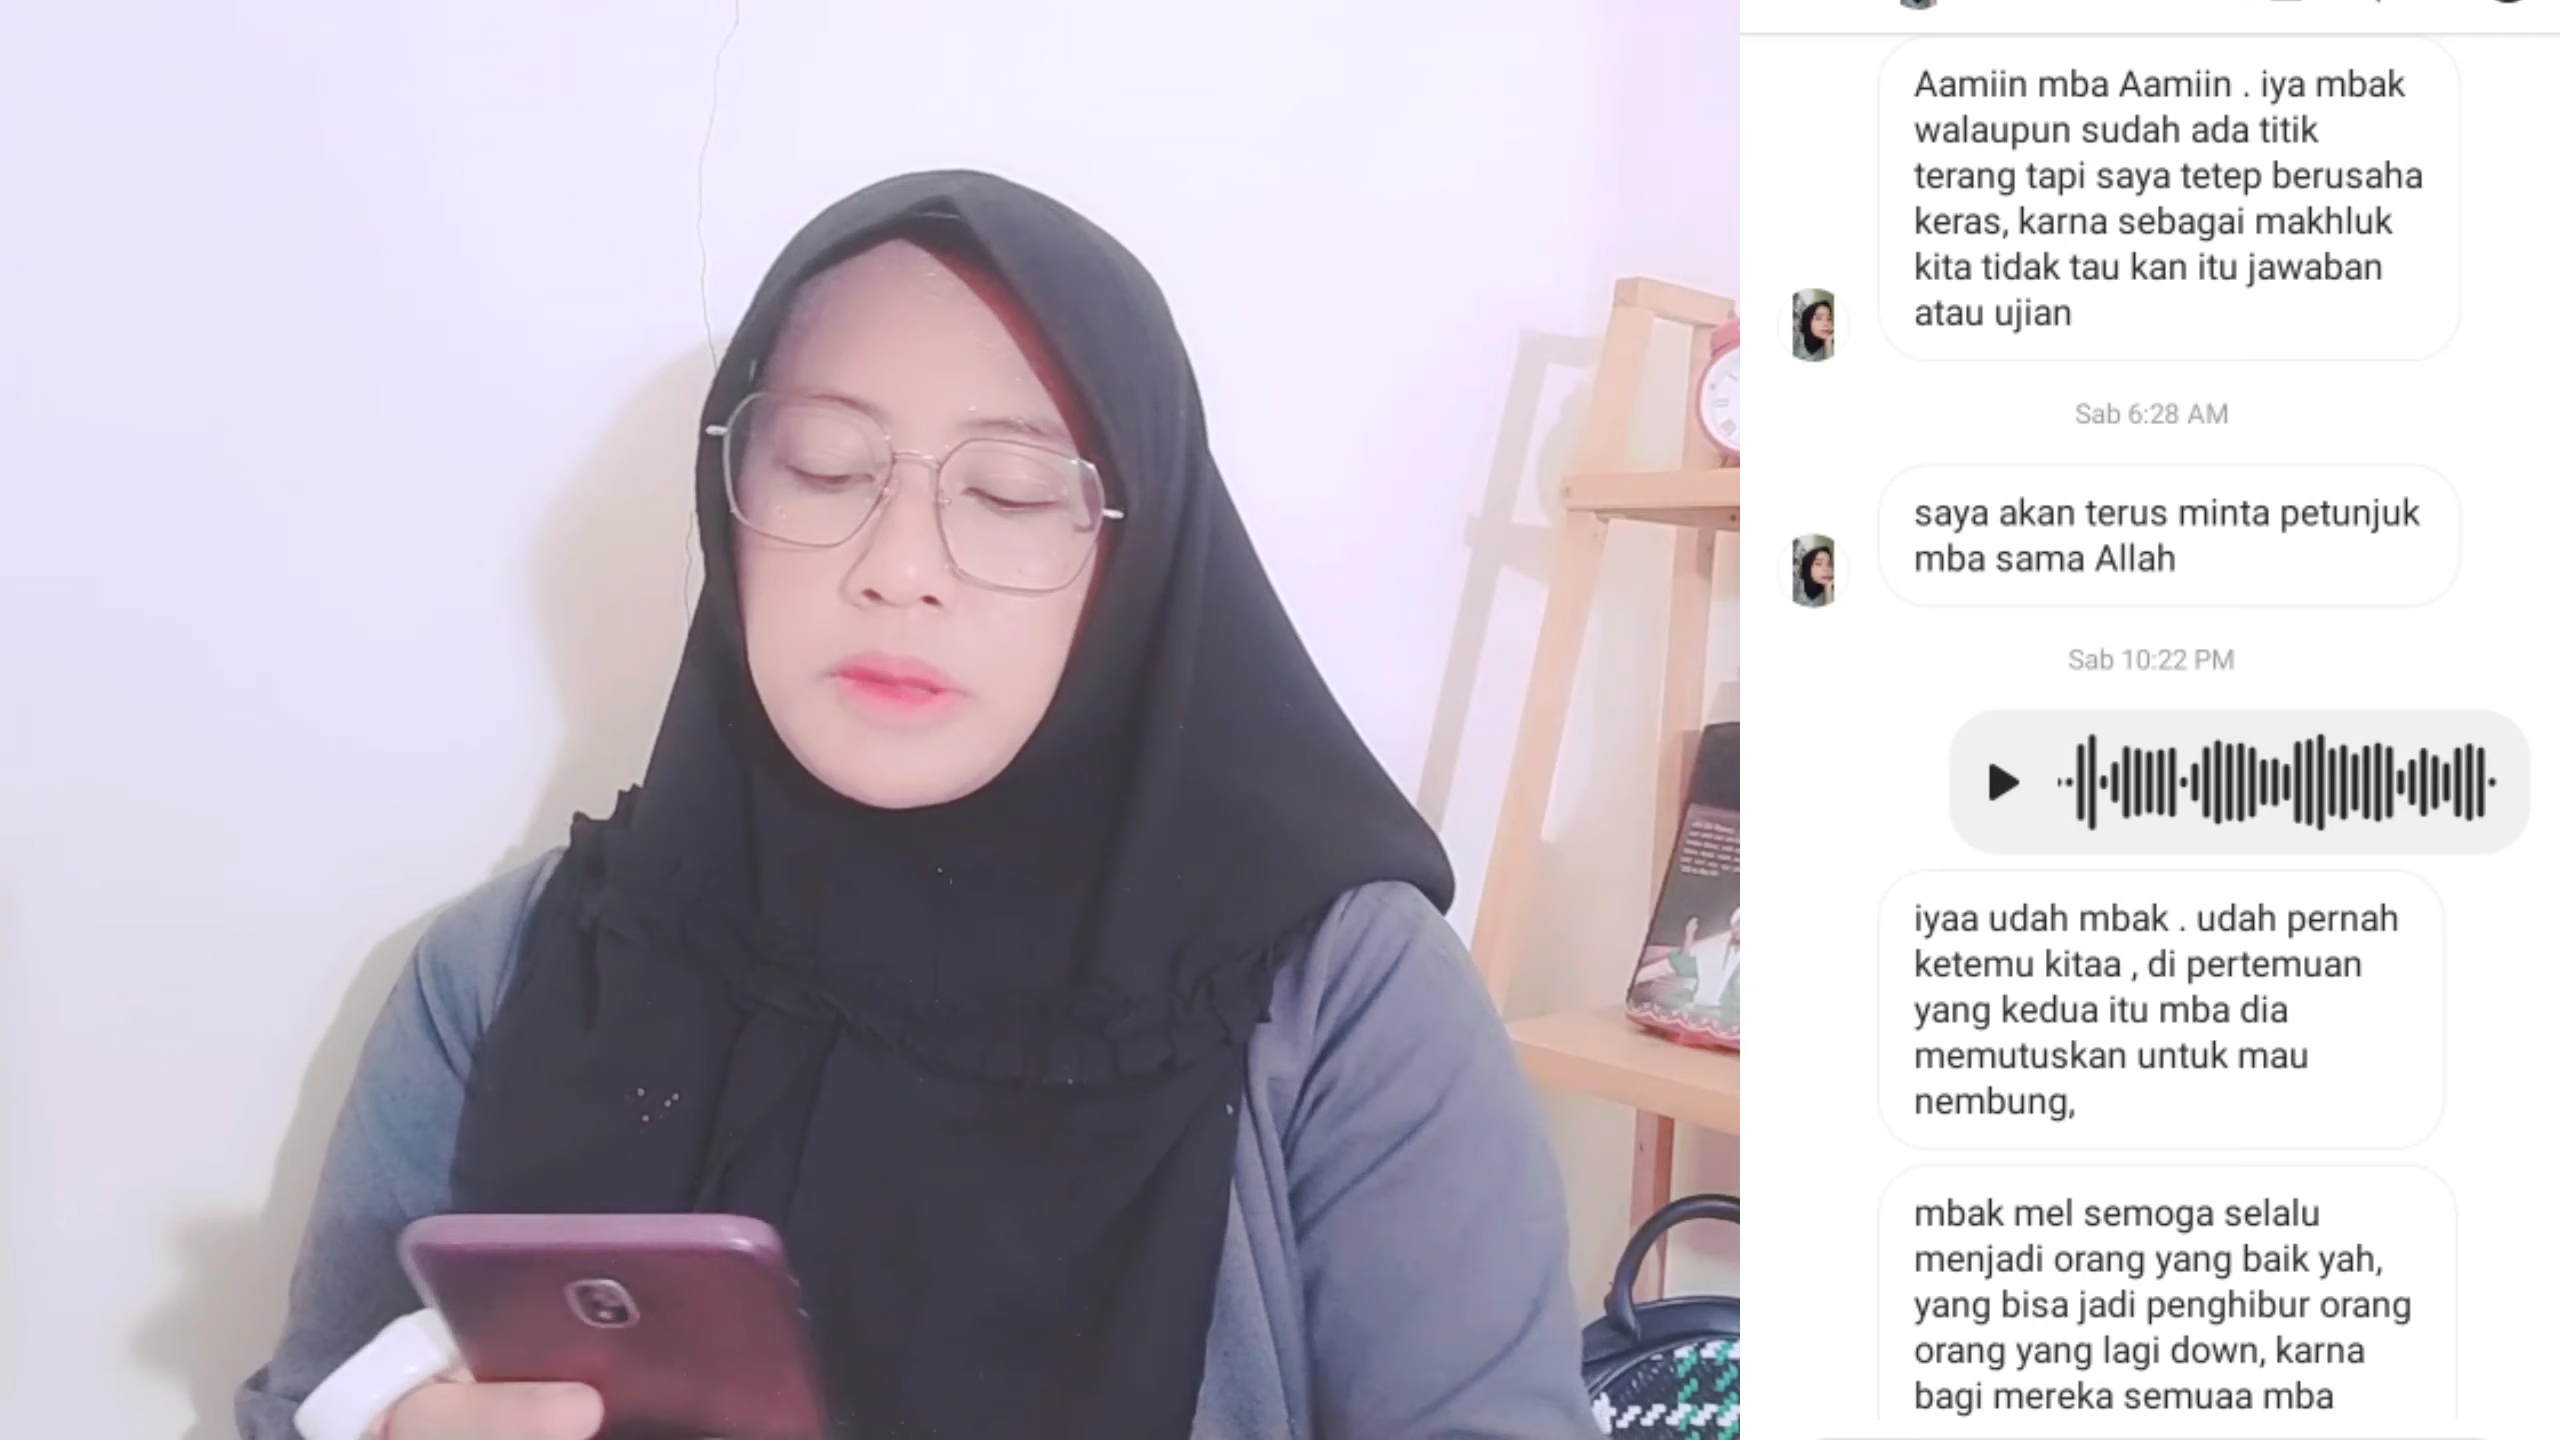 Aamiin mba Aamiin . iya mbak
walaupun sudah ada titik
terang tapi saya tetep berusaha
keras, karna sebagai makhluk
kita tidak tau kan itu jawaban
atau ujian
Sab 6:28 AM
saya akan terus minta petunjuk
mba sama Allah
Sab 10:22 PM
iyaa udah mbak . udah pernah
ketemu kitaa , di pertemuan
yang kedua itu mba dia
memutuskan untuk mau
nembung,
mbak mel semoga selalu
menjadi orang yang baik yah,
yang bisa jadi penghibur orang
orang yang lagi down, karna
bagi mereka semuaa mba